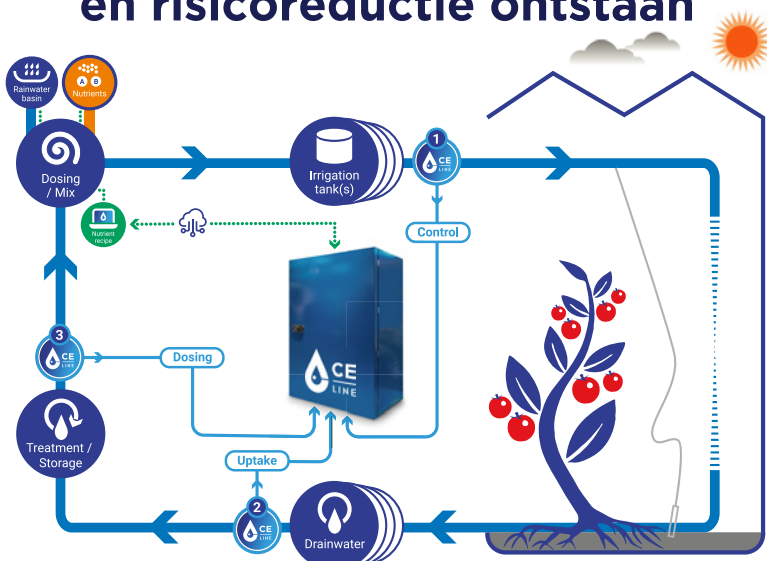 en risicoreductie ontstaan
Rainwater
basin
A B
Nutrients
Dosing
/ Mix
Irrigation
tank(s)
1
CE
LINE
Nutrient
recipe
Control
3
CE
LINE
Dosing
CE
LINE
Treatment /
Storage
Uptake
2
CE
LINE
Drainwater